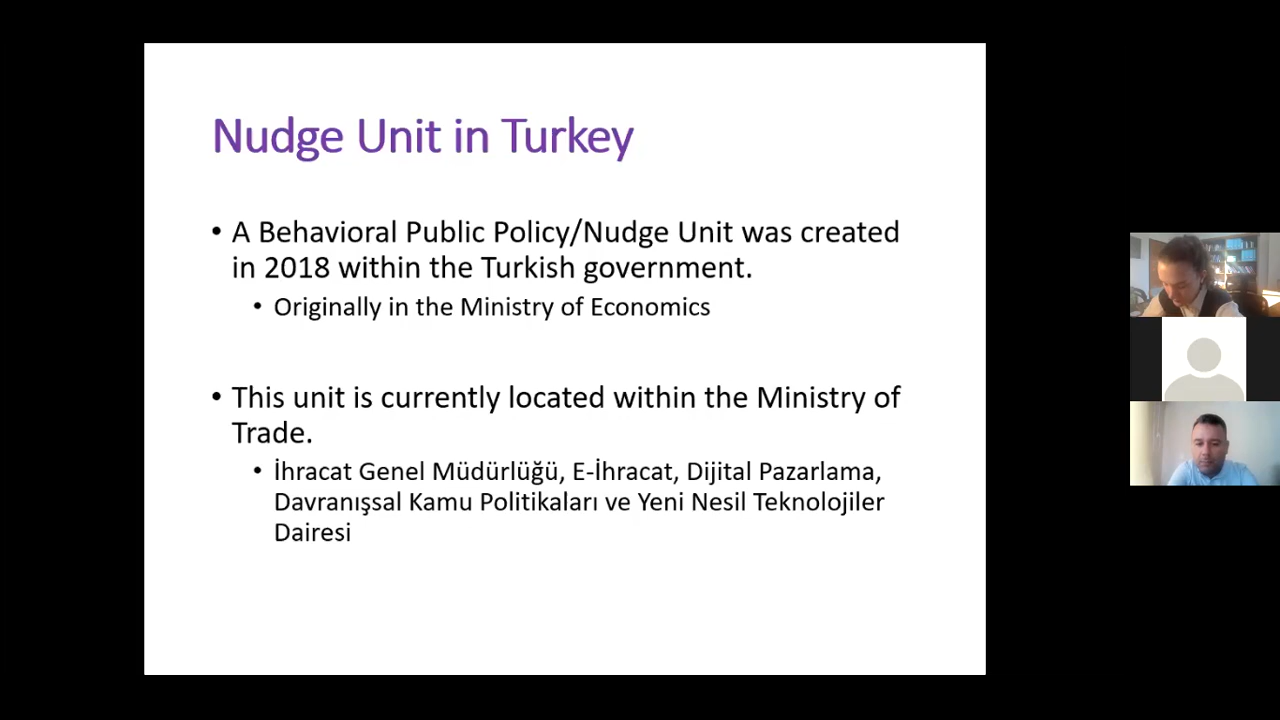 Nudge Unit in Turkey
• A Behavioral Public Policy/Nudge Unit was created
in 2018 within the Turkish government.
• Originally in the Ministry of Economics
• This unit is currently located within the Ministry of
Trade.
• İhracat Genel Müdürlüğü, E-İhracat, Dijital Pazarlama,
Davranışsal Kamu Politikaları ve Yeni Nesil Teknolojiler
Dairesi